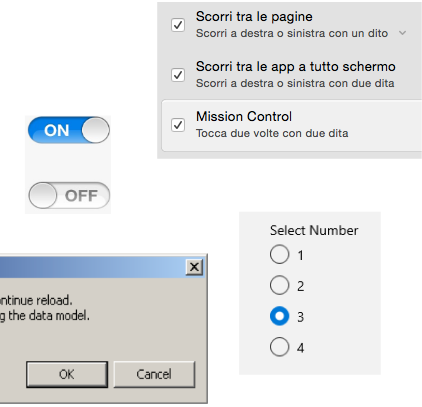 Scorri tra le pagine
Scorri a destra o sinistra con un dito
Scorri tra le app a tutto schermo
Scorri a destra o sinistra con due dita
Mission Control
Tocca due volte con due dita
ON
OFF
ntinue reload.
g the data model.
OK
Cancel
Select Number
1
2
3
4